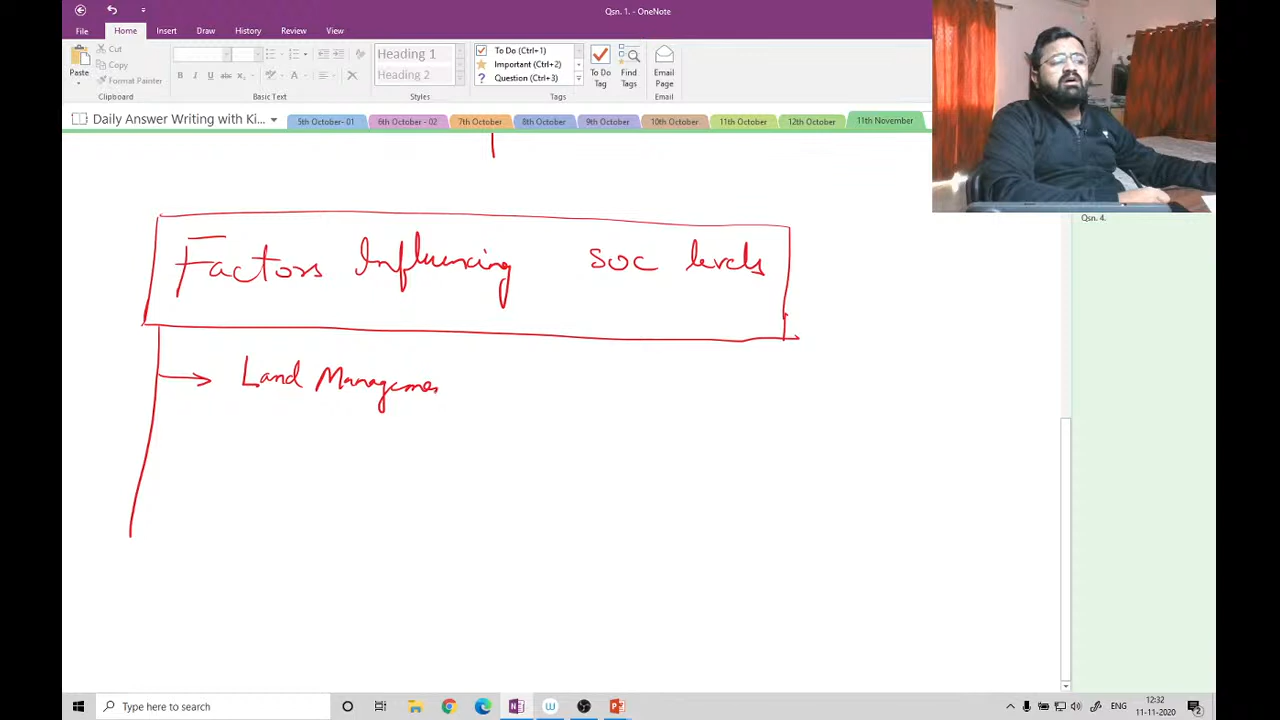 Qsn. 1. - OneNote
File Home Insert Draw History Review View
Cut
Copy
Format Painter
Paste
Clipboard
B I U abc
Basic Text
Heading 1
Heading 2
Styles
To Do (Ctrl+1)
Important (Ctrl+2)
Question (Ctrl+3)
To Do Tag
Find Tags
Tags
Email Page
Email
Daily Answer Writing with Ki...
5th October- 01 6th October - 02 7th October 8th October 9th October 10th October 11th October 12th October 11th November
Qsn. 4.
Factors Influencing SOC levels
Land Managemen
Type here to search
ENG
12:32
11-11-2020
2